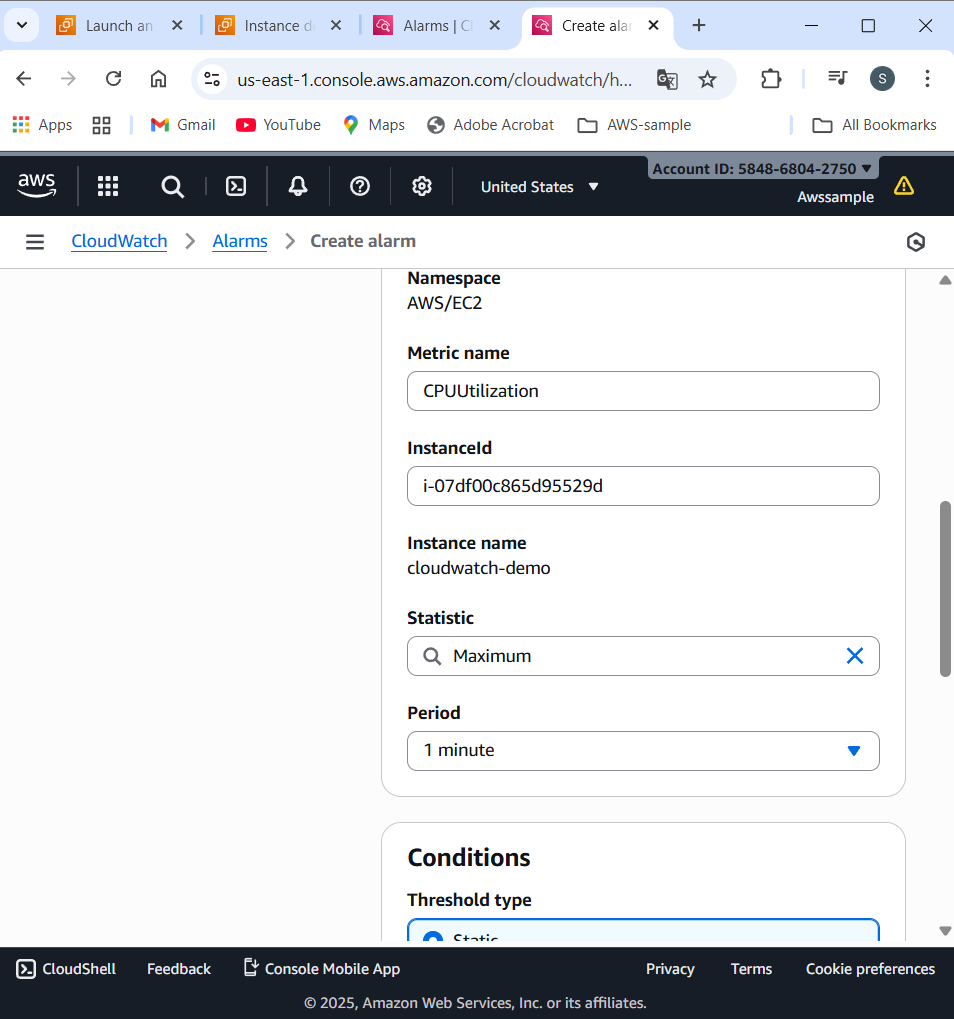 Launch an
Instance d
Alarms | C
Create alar
us-east-1.console.aws.amazon.com/cloudwatch/h...
S
Apps
Gmail
YouTube
Maps
Adobe Acrobat
AWS-sample
All Bookmarks
aws
United States
Account ID: 5848-6804-2750
Awssample
CloudWatch
Alarms
Create alarm
Namespace
AWS/EC2
Metric name
CPUUtilization
InstanceId
i-07df00c865d95529d
Instance name
cloudwatch-demo
Statistic
Maximum
Period
1 minute
Conditions
Threshold type
Static
CloudShell
Feedback
Console Mobile App
Privacy
Terms
Cookie preferences
© 2025, Amazon Web Services, Inc. or its affiliates.